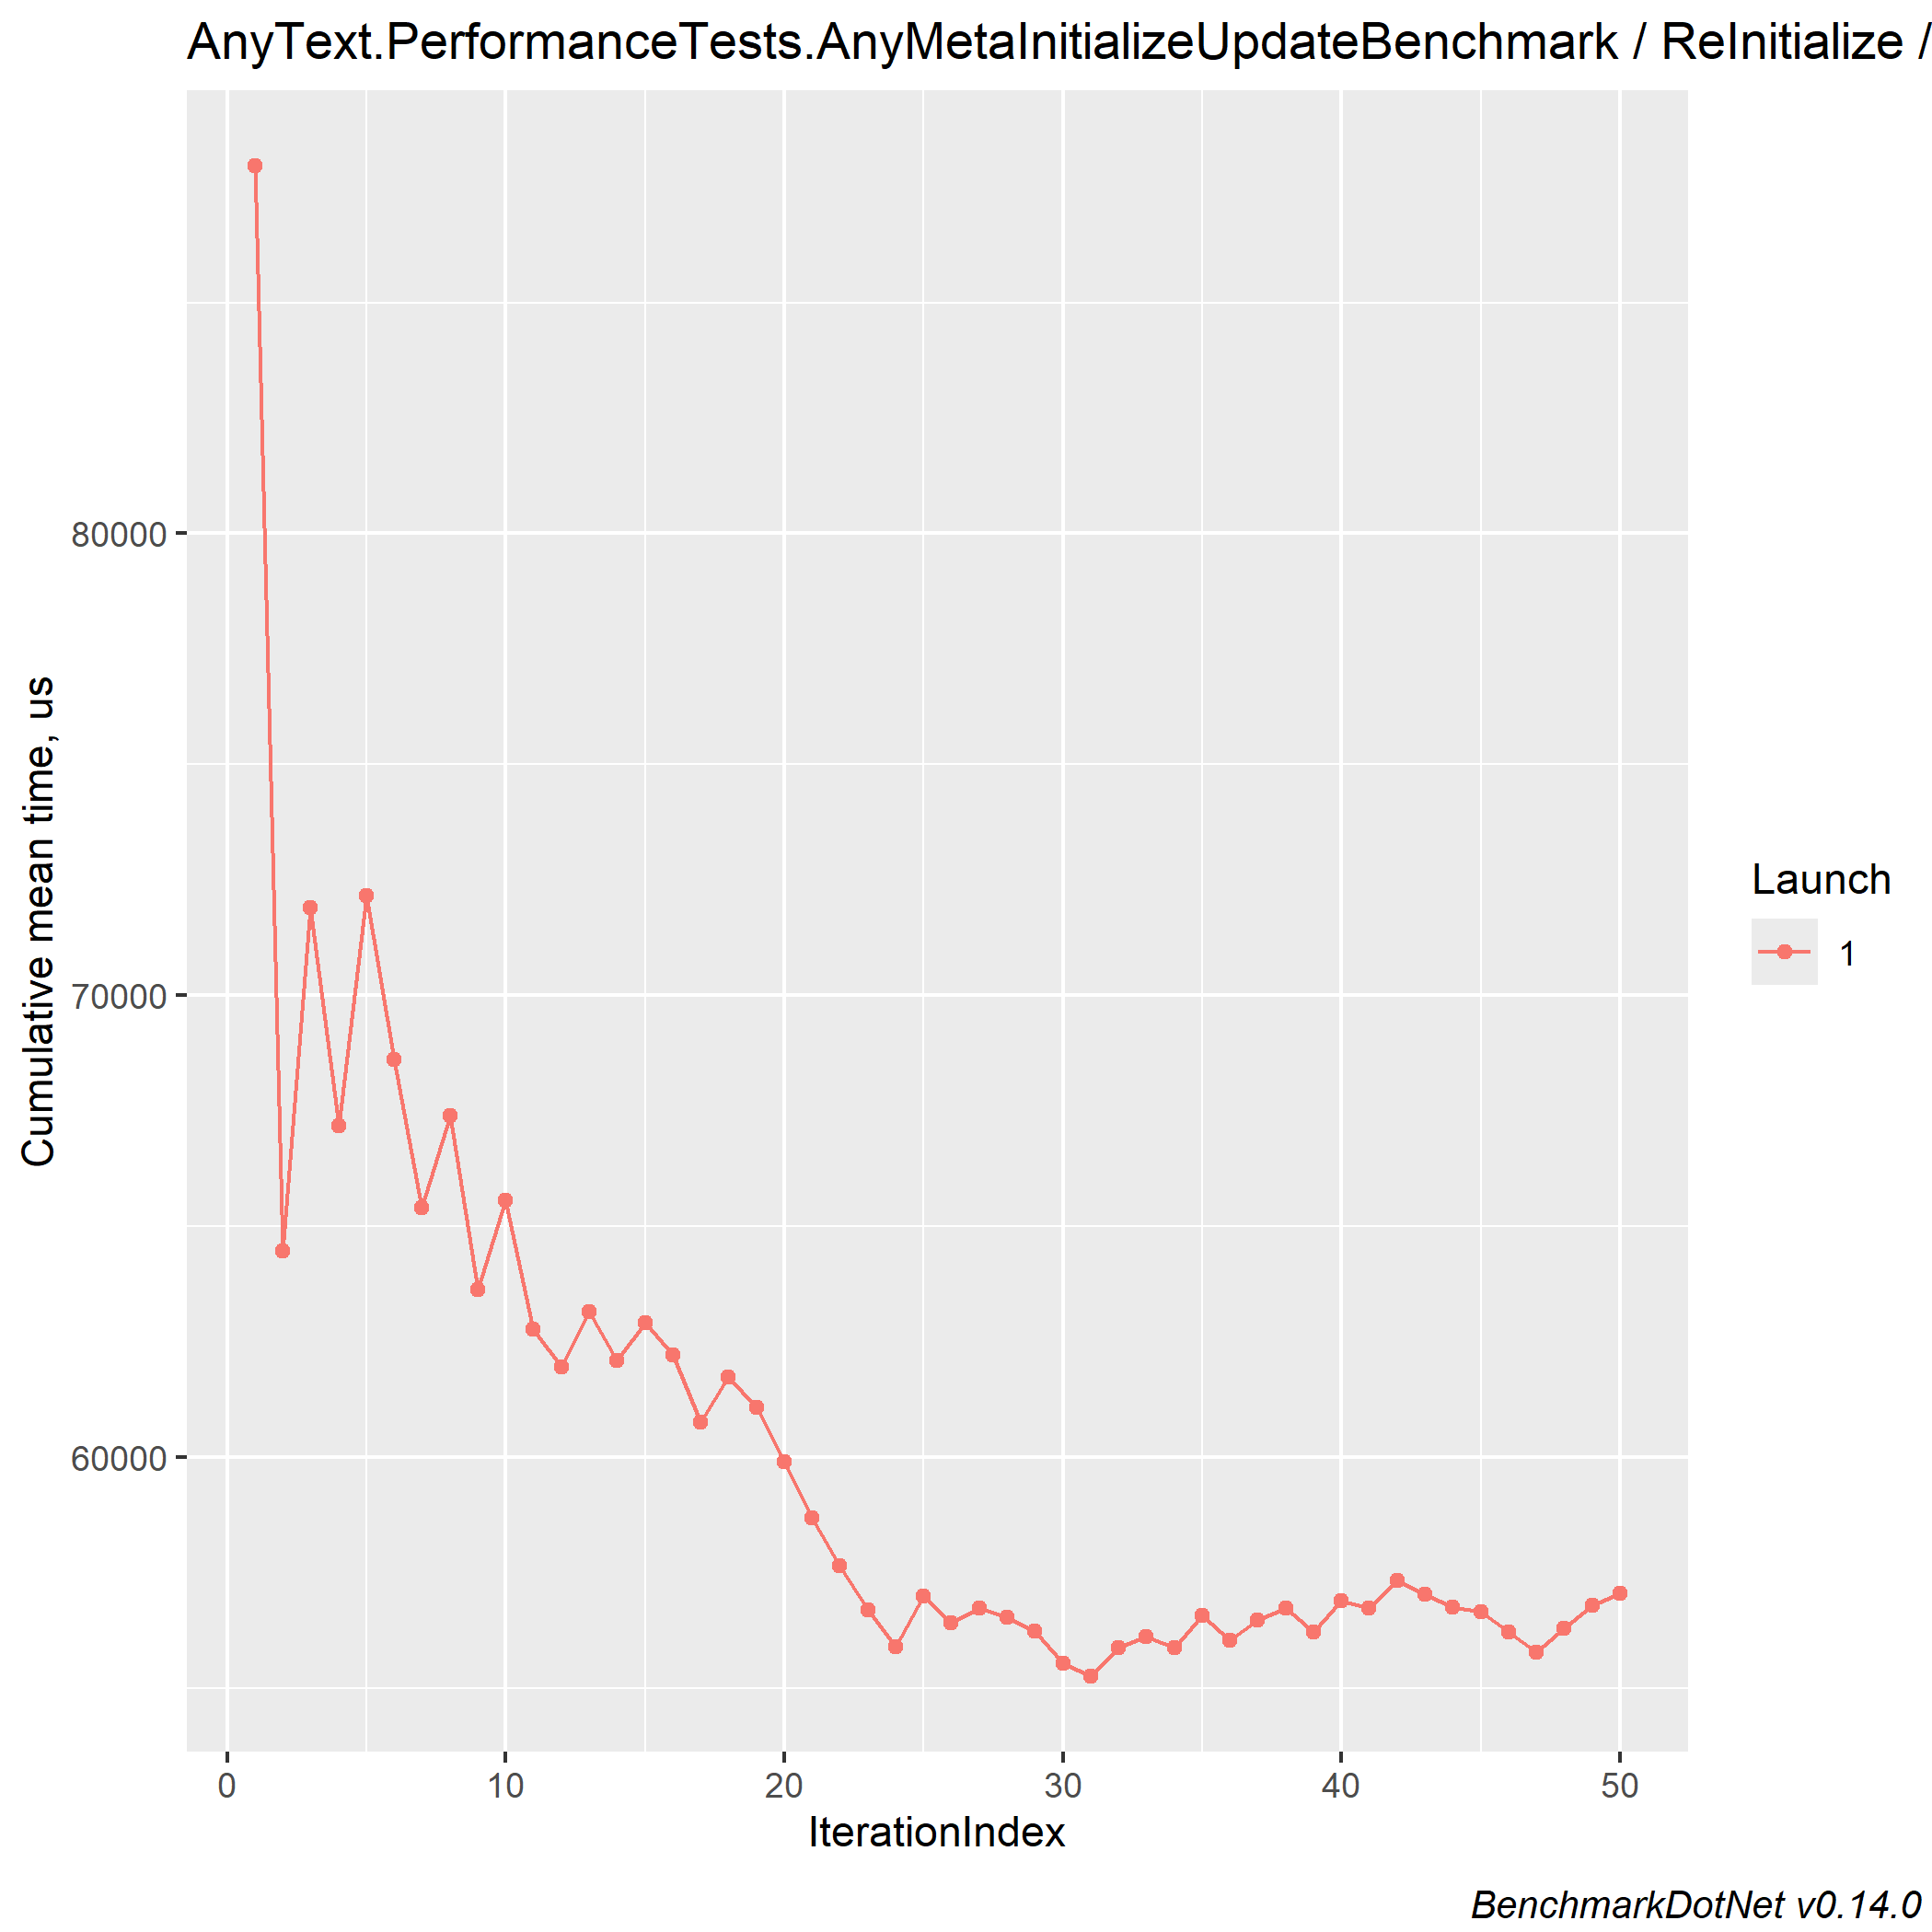 AnyText.PerformanceTests.AnyMetaInitializeUpdateBenchmark / ReInitialize /
Cumulative mean time, us
80000
70000
60000
0 10 20 30 40 50
IterationIndex
Launch
1
BenchmarkDotNet v0.14.0